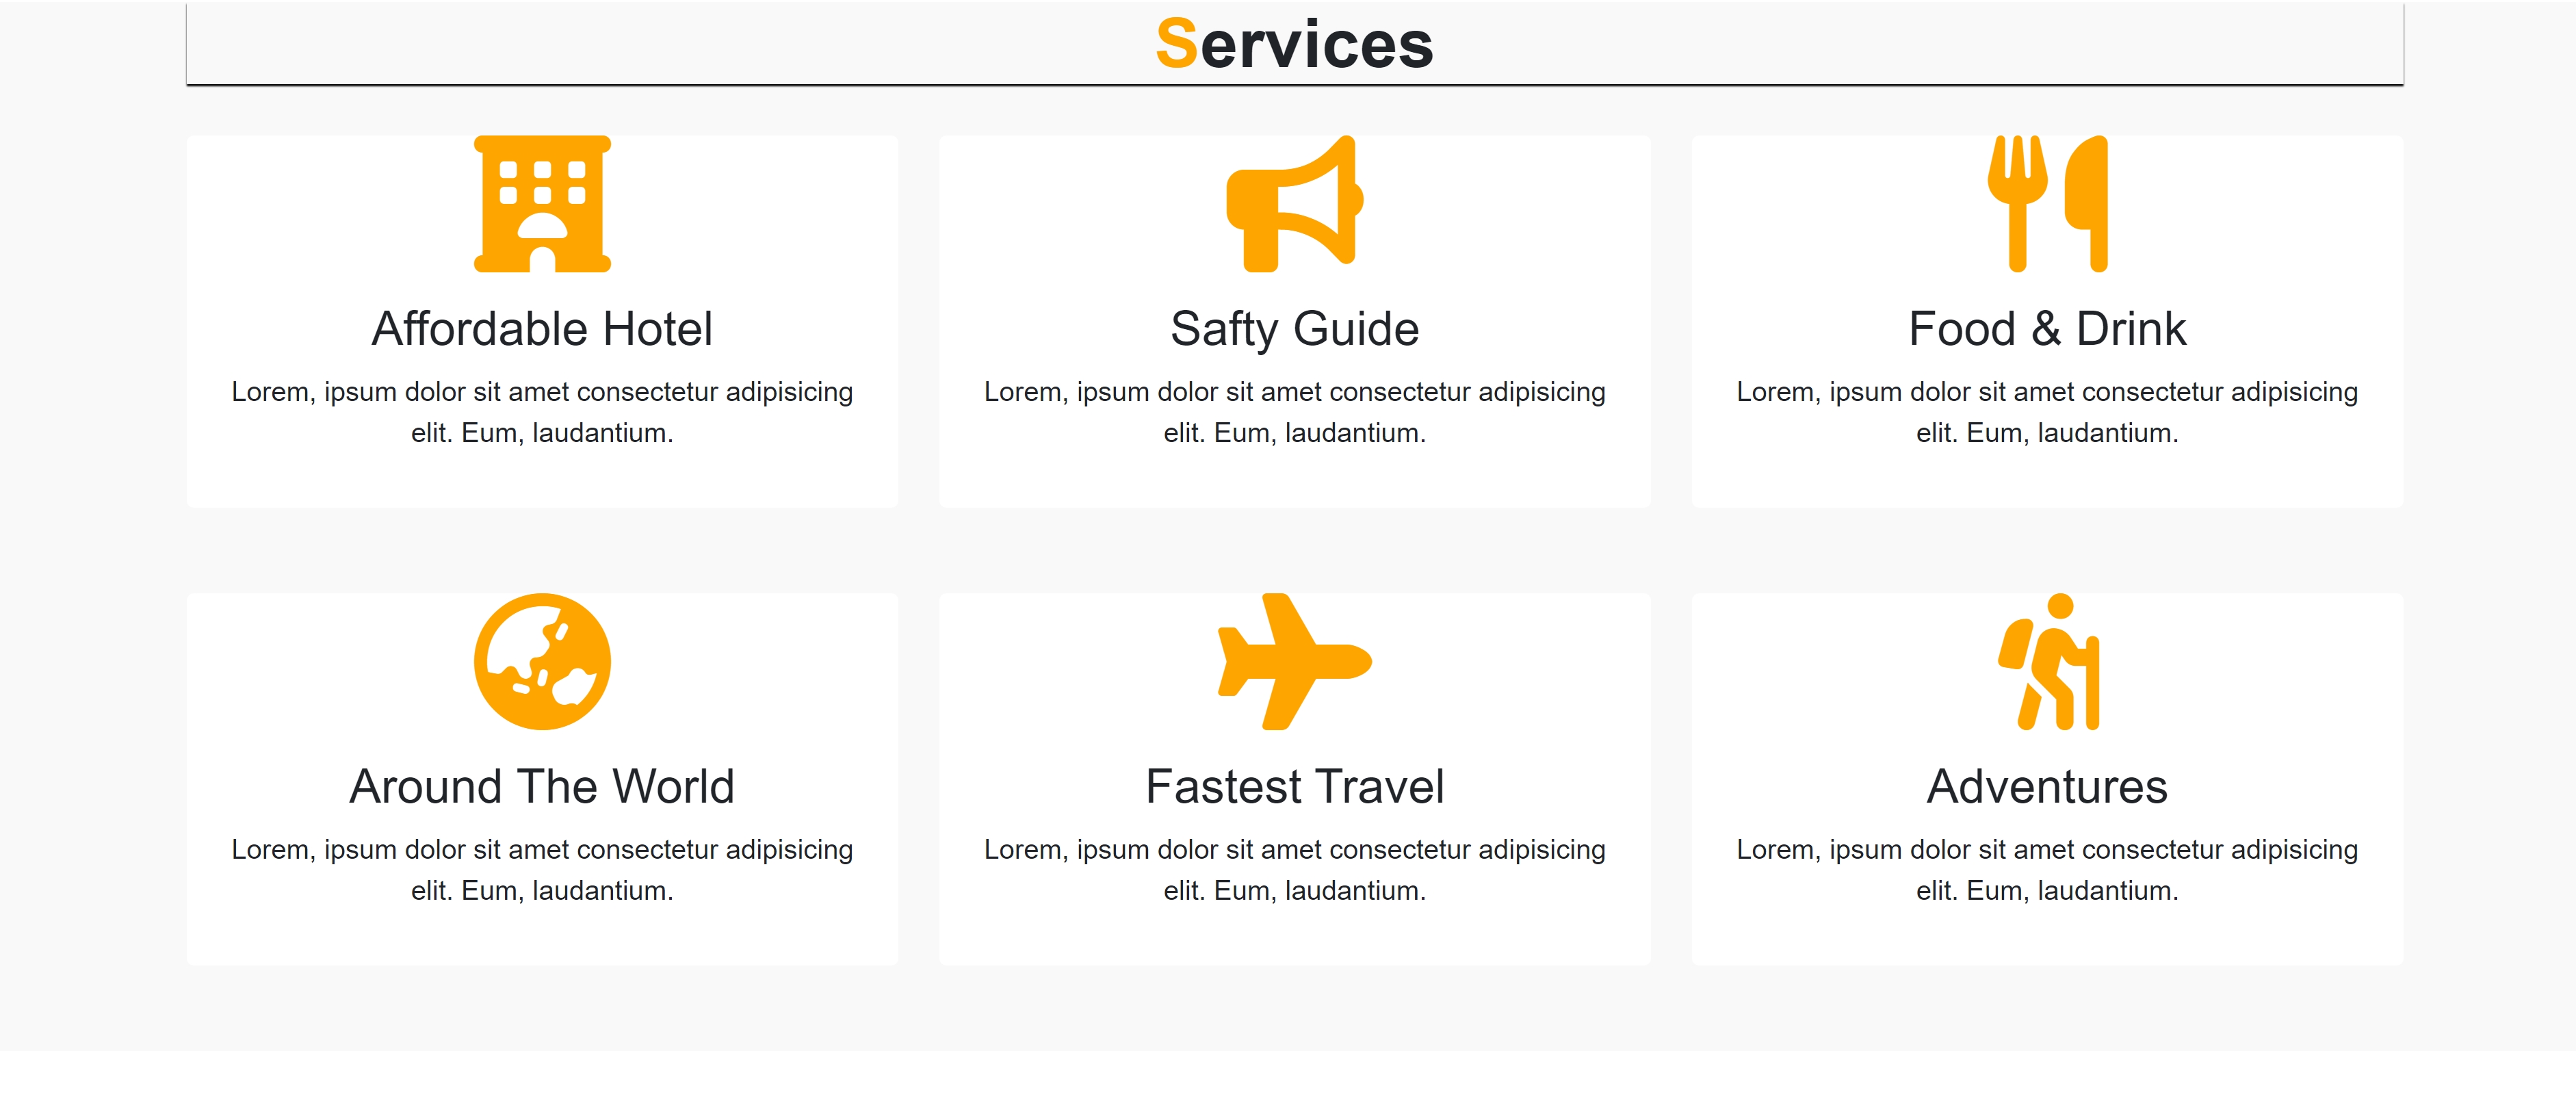 Services
Affordable Hotel
Lorem, ipsum dolor sit amet consectetur adipisicing
elit. Eum, laudantium.
Safty Guide
Lorem, ipsum dolor sit amet consectetur adipisicing
elit. Eum, laudantium.
Food & Drink
Lorem, ipsum dolor sit amet consectetur adipisicing
elit. Eum, laudantium.
Around The World
Lorem, ipsum dolor sit amet consectetur adipisicing
elit. Eum, laudantium.
Fastest Travel
Lorem, ipsum dolor sit amet consectetur adipisicing
elit. Eum, laudantium.
Adventures
Lorem, ipsum dolor sit amet consectetur adipisicing
elit. Eum, laudantium.